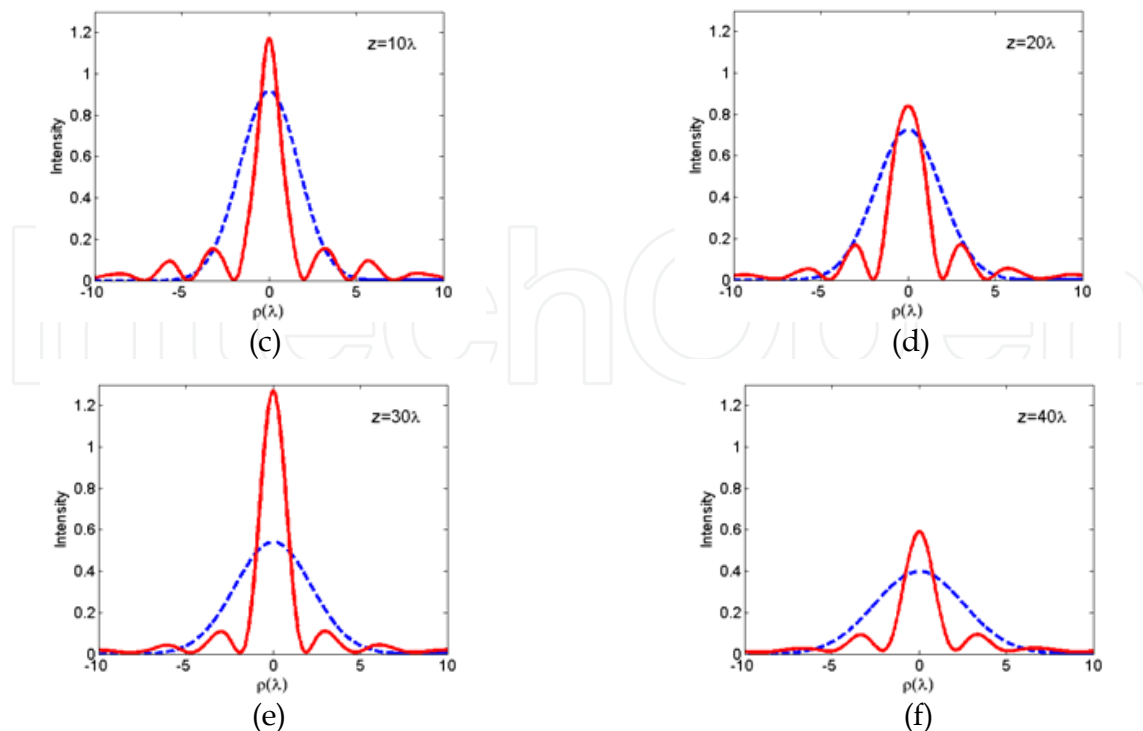 1.2
1
0.8
0.6
0.4
0.2
0
Intensity
z=10λ
-10 -5 0 5 10
ρ(λ)
(c)
1.2
1
0.8
0.6
0.4
0.2
0
Intensity
z=20λ
-10 -5 0 5 10
ρ(λ)
(d)
IntechOpen
1.2
1
0.8
0.6
0.4
0.2
0
Intensity
z=30λ
-10 -5 0 5 10
ρ(λ)
(e)
1.2
1
0.8
0.6
0.4
0.2
0
Intensity
z=40λ
-10 -5 0 5 10
ρ(λ)
(f)